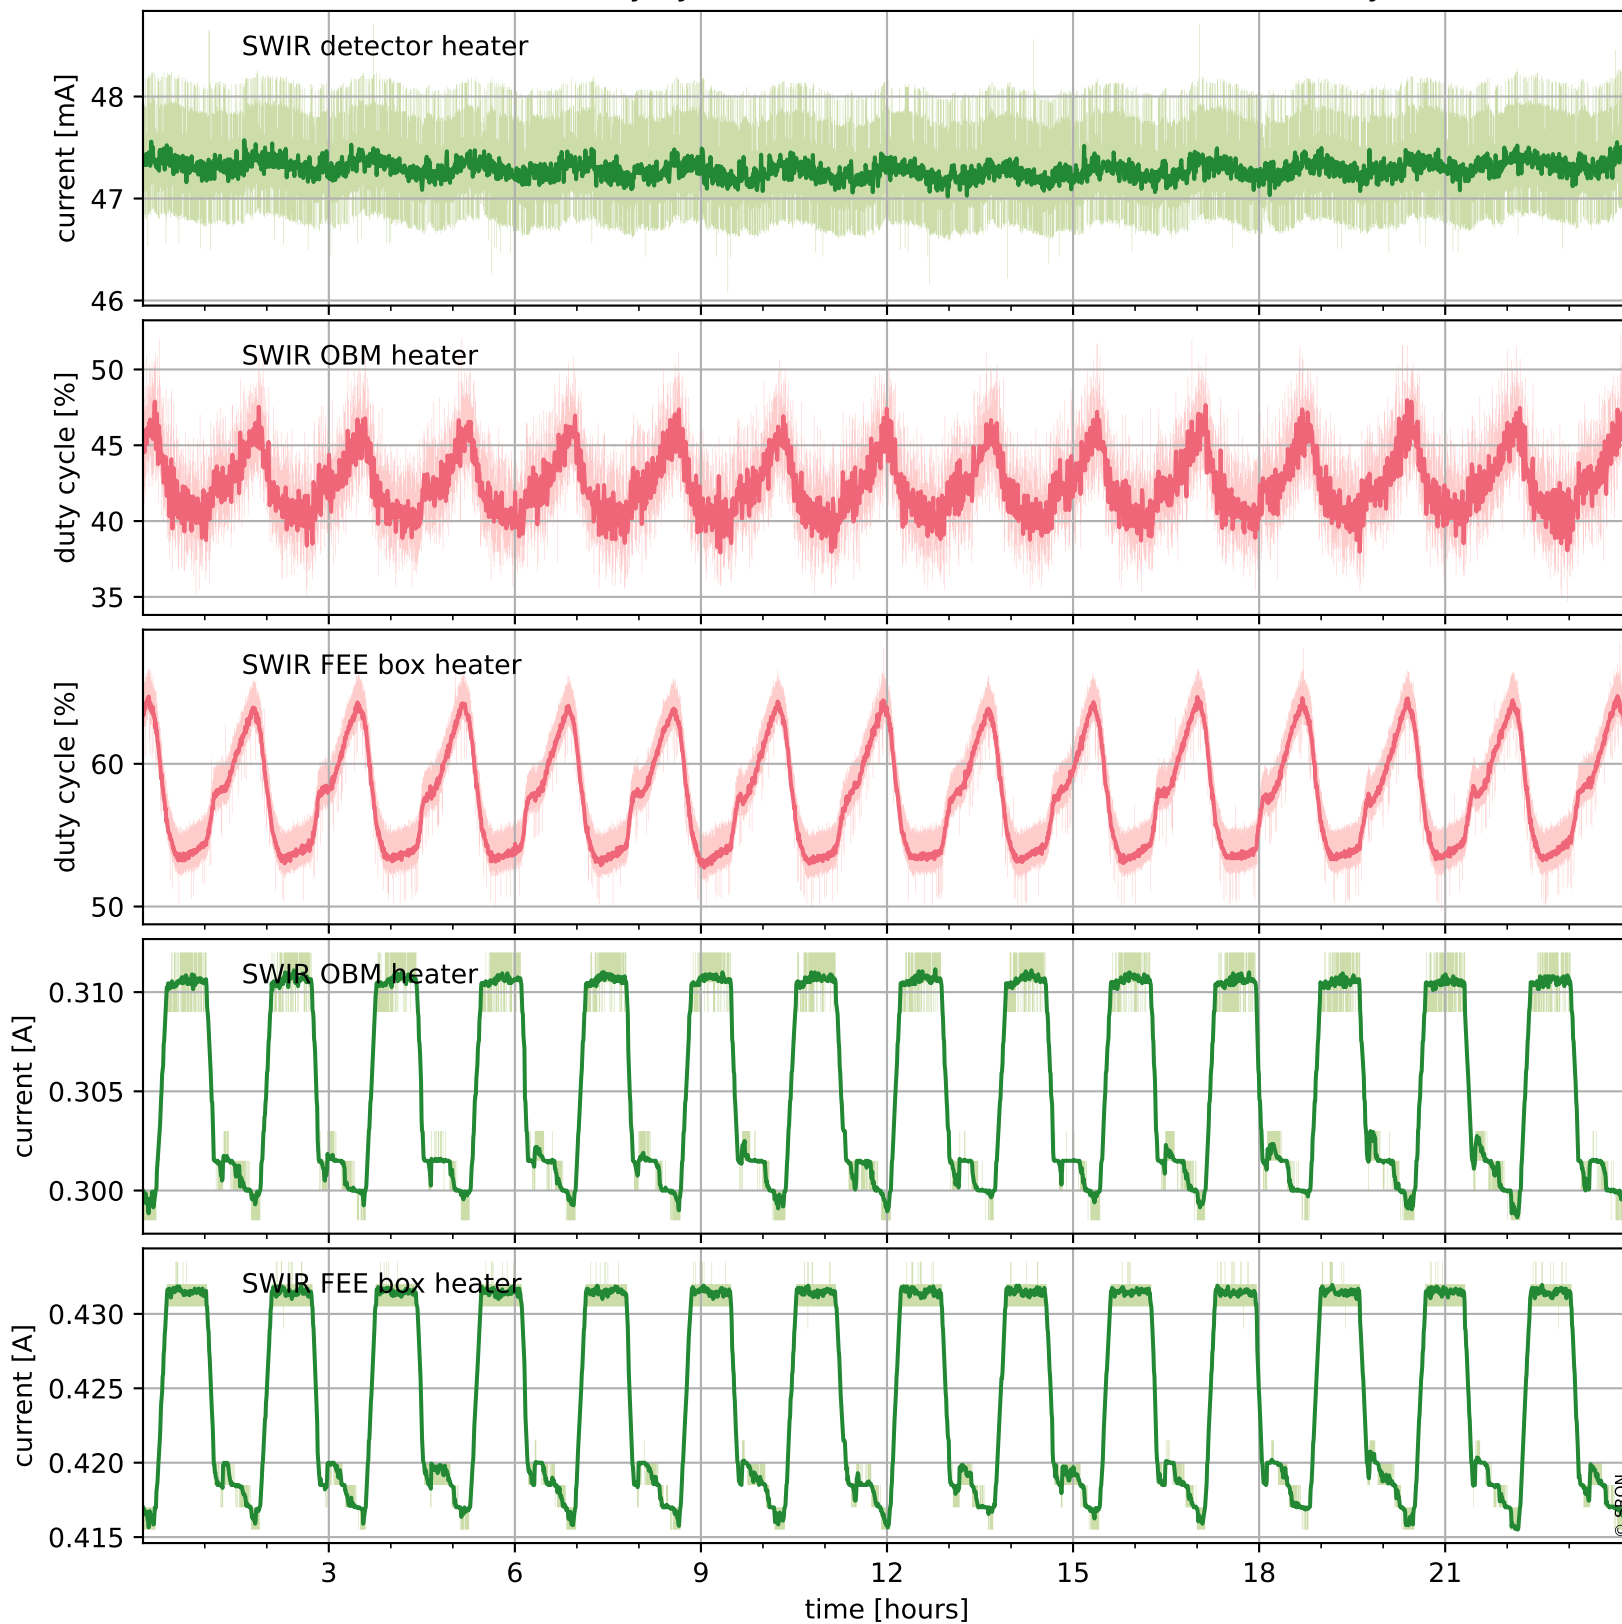 SWIR detector heater
current [mA]
48
47
46
SWIR OBM heater
duty cycle [%]
50
45
40
35
SWIR FEE box heater
duty cycle [%]
60
50
SWIR OBM heater
current [A]
0.310
0.305
0.300
SWIR FEE box heater
current [A]
0.430
0.425
0.420
0.415
3 6 9 12 15 18 21
time [hours]
© SRON